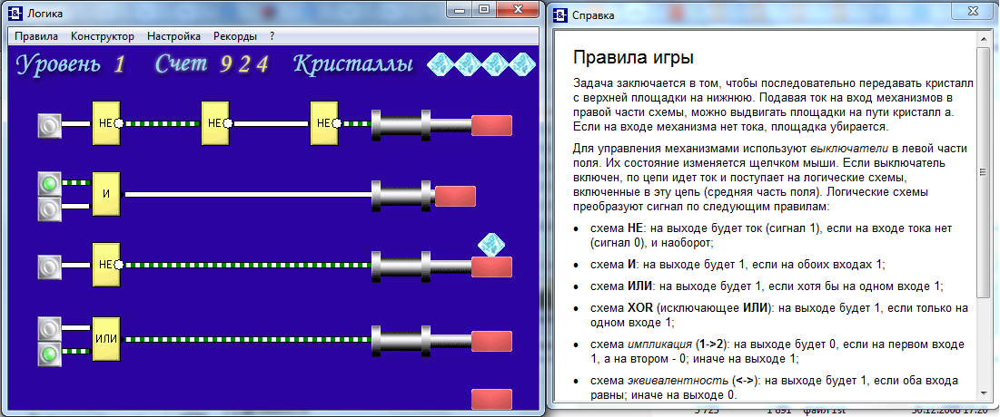 Логика
Правила Конструктор Настройка Рекорды ?
Уровень 1 Счет 924 Кристаллы
НЕ НЕ НЕ
И
НЕ
ИЛИ
Справка
Правила игры
Задача заключается в том, чтобы последовательно передавать кристалл
с верхней площадки на нижнюю. Подавая ток на вход механизмов в
правой части схемы, можно выдвигать площадки на пути кристалл а.
Если на входе механизма нет тока, площадка убирается.
Для управления механизмами используют выключатели в левой части
поля. Их состояние изменяется щелчком мыши. Если выключатель
включен, по цепи идет ток и поступает на логические схемы,
включенные в эту цепь (средняя часть поля). Логические схемы
преобразуют сигнал по следующим правилам:
• схема НЕ: на выходе будет ток (сигнал 1), если на входе тока нет
(сигнал 0), и наоборот;
• схема И: на выходе будет 1, если на обоих входах 1;
• схема ИЛИ: на выходе будет 1, если хотя бы на одном входе 1;
• схема XOR (исключающее ИЛИ): на выходе будет 1, если только на
одном входе 1;
• схема импликация (1->2): на выходе будет 0, если на первом входе
1, а на втором - 0; иначе на выходе 1;
• схема эквивалентность (<->): на выходе будет 1, если оба входа
равны; иначе на выходе 0.